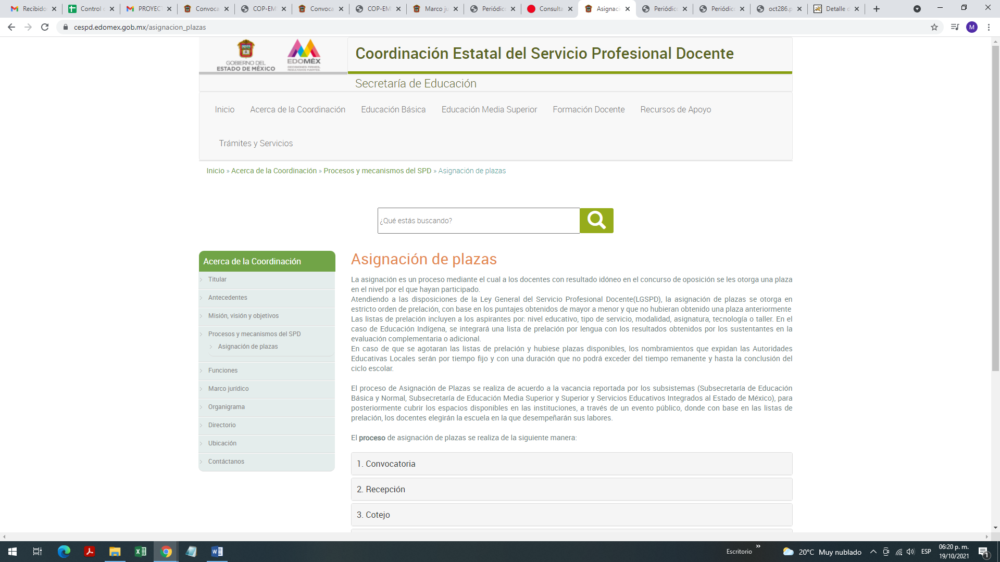 Recibido
Control
PROYECT
Convoca
COP-EM
Convoca
COP-EM
Marco ju
Periódico
Consulta
Asignaci
Periódic
Periódic
oct286.p
Detalle
cespd.edomex.gob.mx/asignacion_plazas
M
GOBIERNO DEL
ESTADO DE MÉXICO
EDOMÉX
DECISIONES FIRMES,
RESULTADOS FUERTES.
Coordinación Estatal del Servicio Profesional Docente
Secretaría de Educación
Inicio Acerca de la Coordinación Educación Básica Educación Media Superior Formación Docente Recursos de Apoyo
Trámites y Servicios
Inicio » Acerca de la Coordinación » Procesos y mecanismos del SPD » Asignación de plazas
¿Qué estás buscando?
Acerca de la Coordinación
Titular
Antecedentes
Misión, visión y objetivos
Procesos y mecanismos del SPD
Asignación de plazas
Funciones
Marco jurídico
Organigrama
Directorio
Ubicación
Contáctanos
Asignación de plazas
La asignación es un proceso mediante el cual a los docentes con resultado idóneo en el concurso de oposición se les otorga una plaza
en el nivel por el que hayan participado.
Atendiendo a las disposiciones de la Ley General del Servicio Profesional Docente(LGSPD), la asignación de plazas se otorga en
estricto orden de prelación, con base en los puntajes obtenidos de mayor a menor y que no hubieran obtenido una plaza anteriormente
Las listas de prelación incluyen a los aspirantes por: nivel educativo, tipo de servicio, modalidad, asignatura, tecnología o taller. En el
caso de Educación Indígena, se integrará una lista de prelación por lengua con los resultados obtenidos por los sustentantes en la
evaluación complementaria o adicional.
En caso de que se agotaran las listas de prelación y hubiese plazas disponibles, los nombramientos que expidan las Autoridades
Educativas Locales serán por tiempo fijo y con una duración que no podrá exceder del tiempo remanente y hasta la conclusión del
ciclo escolar.
El proceso de Asignación de Plazas se realiza de acuerdo a la vacancia reportada por los subsistemas (Subsecretaría de Educación
Básica y Normal, Subsecretaría de Educación Media Superior y Superior y Servicios Educativos Integrados al Estado de México), para
posteriormente cubrir los espacios disponibles en las instituciones, a través de un evento público, donde con base en las listas de
prelación, los docentes elegirán la escuela en la que desempeñarán sus labores.
El proceso de asignación de plazas se realiza de la siguiente manera:
1. Convocatoria
2. Recepción
3. Cotejo
Escritorio
20°C Muy nublado
ESP
06:20 p. m.
19/10/2021
1